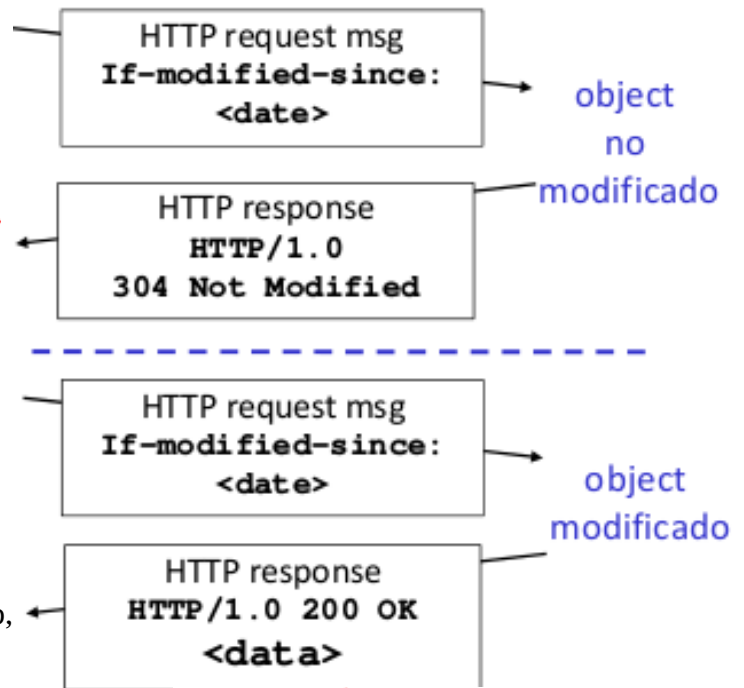 HTTP request msg
If-modified-since:
<date>
object
no
modificado
HTTP response
HTTP/1.0
304 Not Modified
HTTP request msg
If-modified-since:
<date>
object
modificado
HTTP response
HTTP/1.0 200 OK
<data>